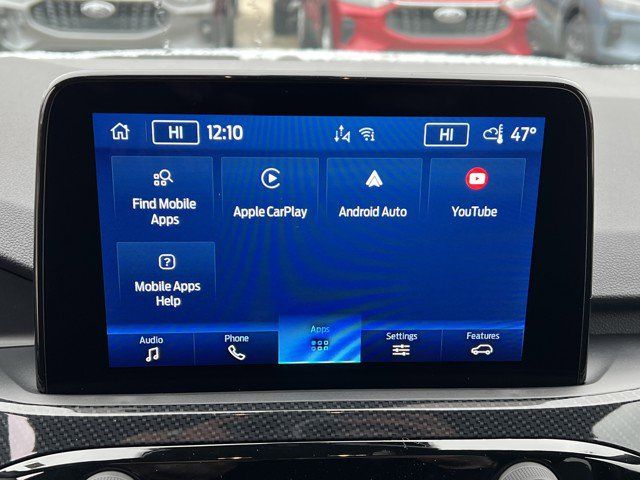 HI 12:10 HI 47°
Find Mobile Apps
Apple CarPlay
Android Auto
YouTube
Mobile Apps Help
Audio
Phone
Apps
Settings
Features